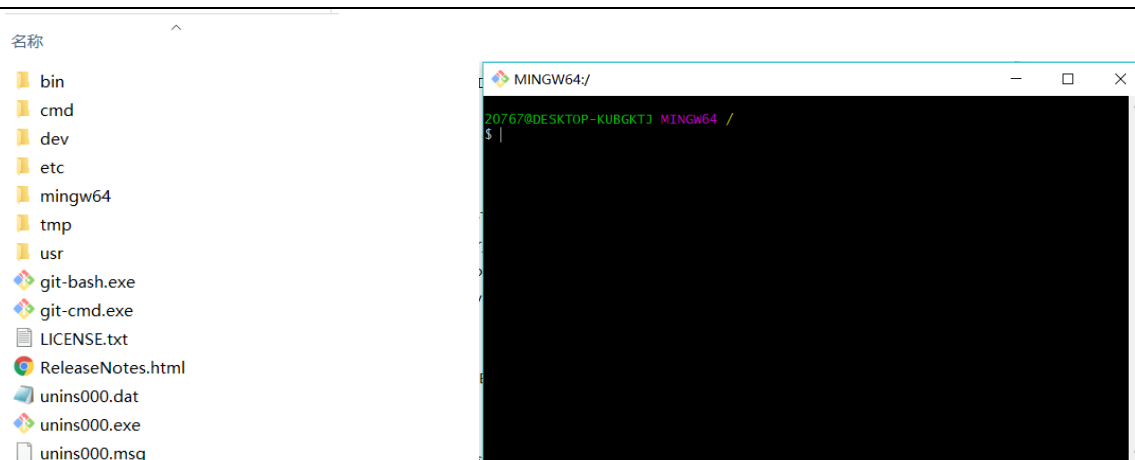 名称
bin
cmd
dev
etc
mingw64
tmp
usr
git-bash.exe
git-cmd.exe
LICENSE.txt
ReleaseNotes.html
unins000.dat
unins000.exe
unins000.msg
MINGW64:/
20767@DESKTOP-KUBGKTJ MINGW64 /
$